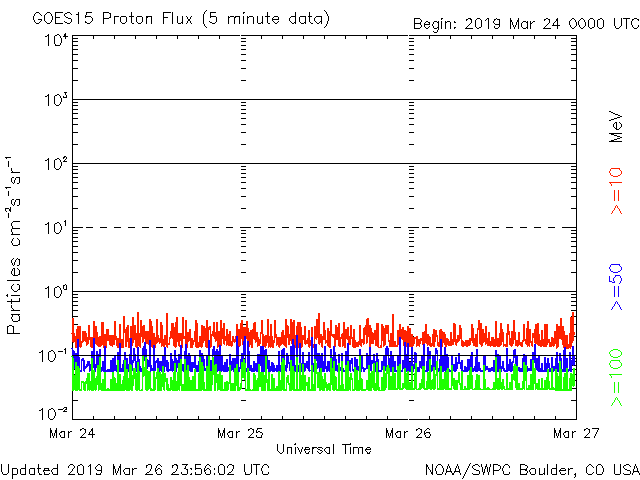 GOES15 Proton Flux (5 minute data)
Begin: 2019 Mar 24 0000 UTC
Particles cm⁻²s⁻¹sr⁻¹
10⁴
10³
10²
10¹
10⁰
10⁻¹
10⁻²
Mar 24 Mar 25 Mar 26 Mar 27
Universal Time
MeV
>=10
>=50
>=100
Updated 2019 Mar 26 23:56:02 UTC
NOAA/SWPC Boulder, CO USA